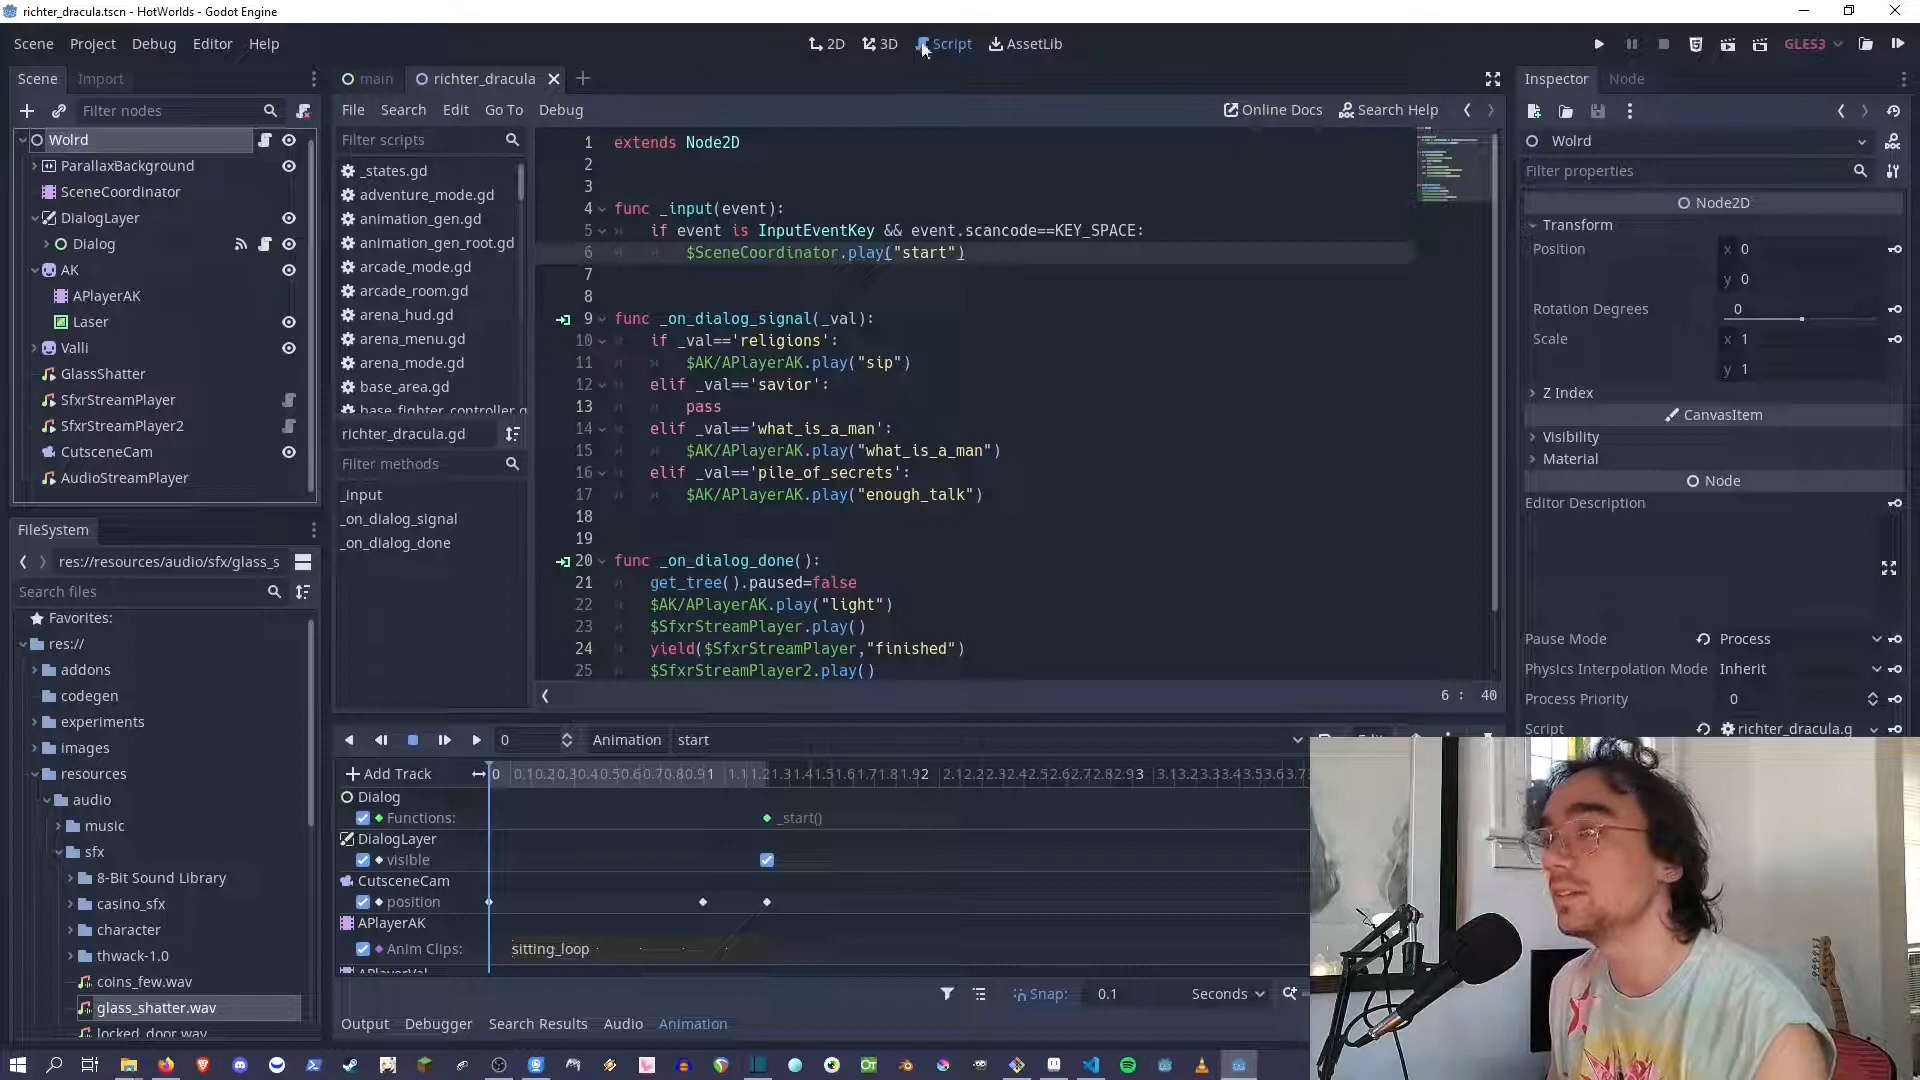 richter_dracula.tscn - HotWorlds - Godot Engine
Scene Project Debug Editor Help
2D 3D Script AssetLib
GLES3
Scene Import
Filter nodes
Wolrd
ParallaxBackground
SceneCoordinator
DialogLayer
Dialog
AK
APlayerAK
Laser
Valli
GlassShatter
SfxrStreamPlayer
SfxrStreamPlayer2
CutsceneCam
AudioStreamPlayer
FileSystem
res://resources/audio/sfx/glass_s
Search files
Favorites:
res://
addons
codegen
experiments
images
resources
audio
music
sfx
8-Bit Sound Library
casino_sfx
character
thwack-1.0
coins_few.wav
glass_shatter.wav
locked_door.wav
main richter_dracula
File Search Edit Go To Debug
Online Docs Search Help
Filter scripts
_states.gd
adventure_mode.gd
animation_gen.gd
animation_gen_root.gd
arcade_mode.gd
arcade_room.gd
arena_hud.gd
arena_menu.gd
arena_mode.gd
base_area.gd
base_fighter_controller.g
richter_dracula.gd
Filter methods
_input
_on_dialog_signal
_on_dialog_done
1 extends Node2D
2
3
4 func _input(event):
5 if event is InputEventKey && event.scancode==KEY_SPACE:
6 $SceneCoordinator.play("start")
7
8
9 func _on_dialog_signal(_val):
10 if _val=='religions':
11 $AK/APlayerAK.play("sip")
12 elif _val=='savior':
13 pass
14 elif _val=='what_is_a_man':
15 $AK/APlayerAK.play("what_is_a_man")
16 elif _val=='pile_of_secrets':
17 $AK/APlayerAK.play("enough_talk")
18
19
20 func _on_dialog_done():
21 get_tree().paused=false
22 $AK/APlayerAK.play("light")
23 $SfxrStreamPlayer.play()
24 yield($SfxrStreamPlayer,"finished")
25 $SfxrStreamPlayer2.play()
6 : 40
0 Animation start
Add Track
Dialog
Functions: _start()
DialogLayer
visible
CutsceneCam
position
APlayerAK
Anim Clips: sitting_loop
Snap: 0.1 Seconds
Output Debugger Search Results Audio Animation
Inspector Node
Wolrd
Filter properties
Node2D
Transform
Position x 0
y 0
Rotation Degrees 0
Scale x 1
y 1
Z Index
CanvasItem
Visibility
Material
Node
Editor Description
Pause Mode Process
Physics Interpolation Mode Inherit
Process Priority 0
Script richter_dracula.g